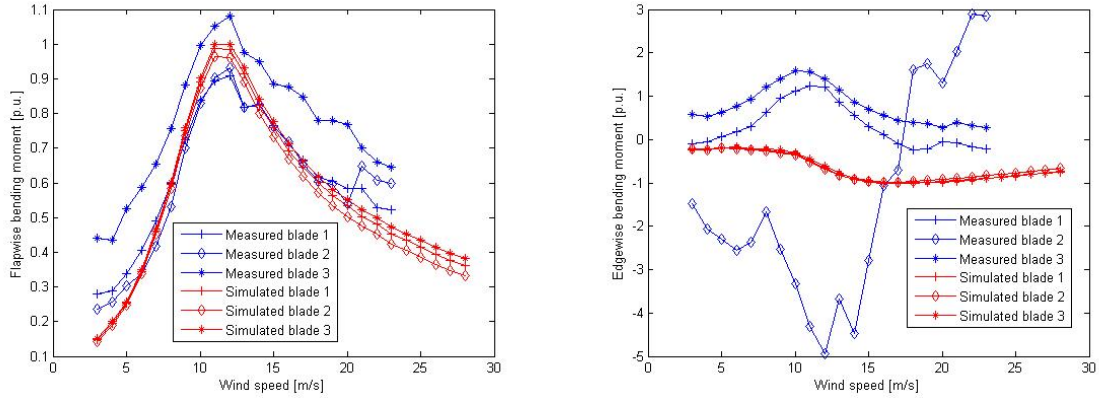 1.1
1
0.9
0.8
0.7
0.6
0.5
0.4
0.3
0.2
0.1
Flapwise bending moment [p.u.]
Measured blade 1
Measured blade 2
Measured blade 3
Simulated blade 1
Simulated blade 2
Simulated blade 3
0 5 10 15 20 25 30
Wind speed [m/s]
3
2
1
0
-1
-2
-3
-4
-5
Edgewise bending moment [p.u.]
Measured blade 1
Measured blade 2
Measured blade 3
Simulated blade 1
Simulated blade 2
Simulated blade 3
0 5 10 15 20 25 30
Wind speed [m/s]